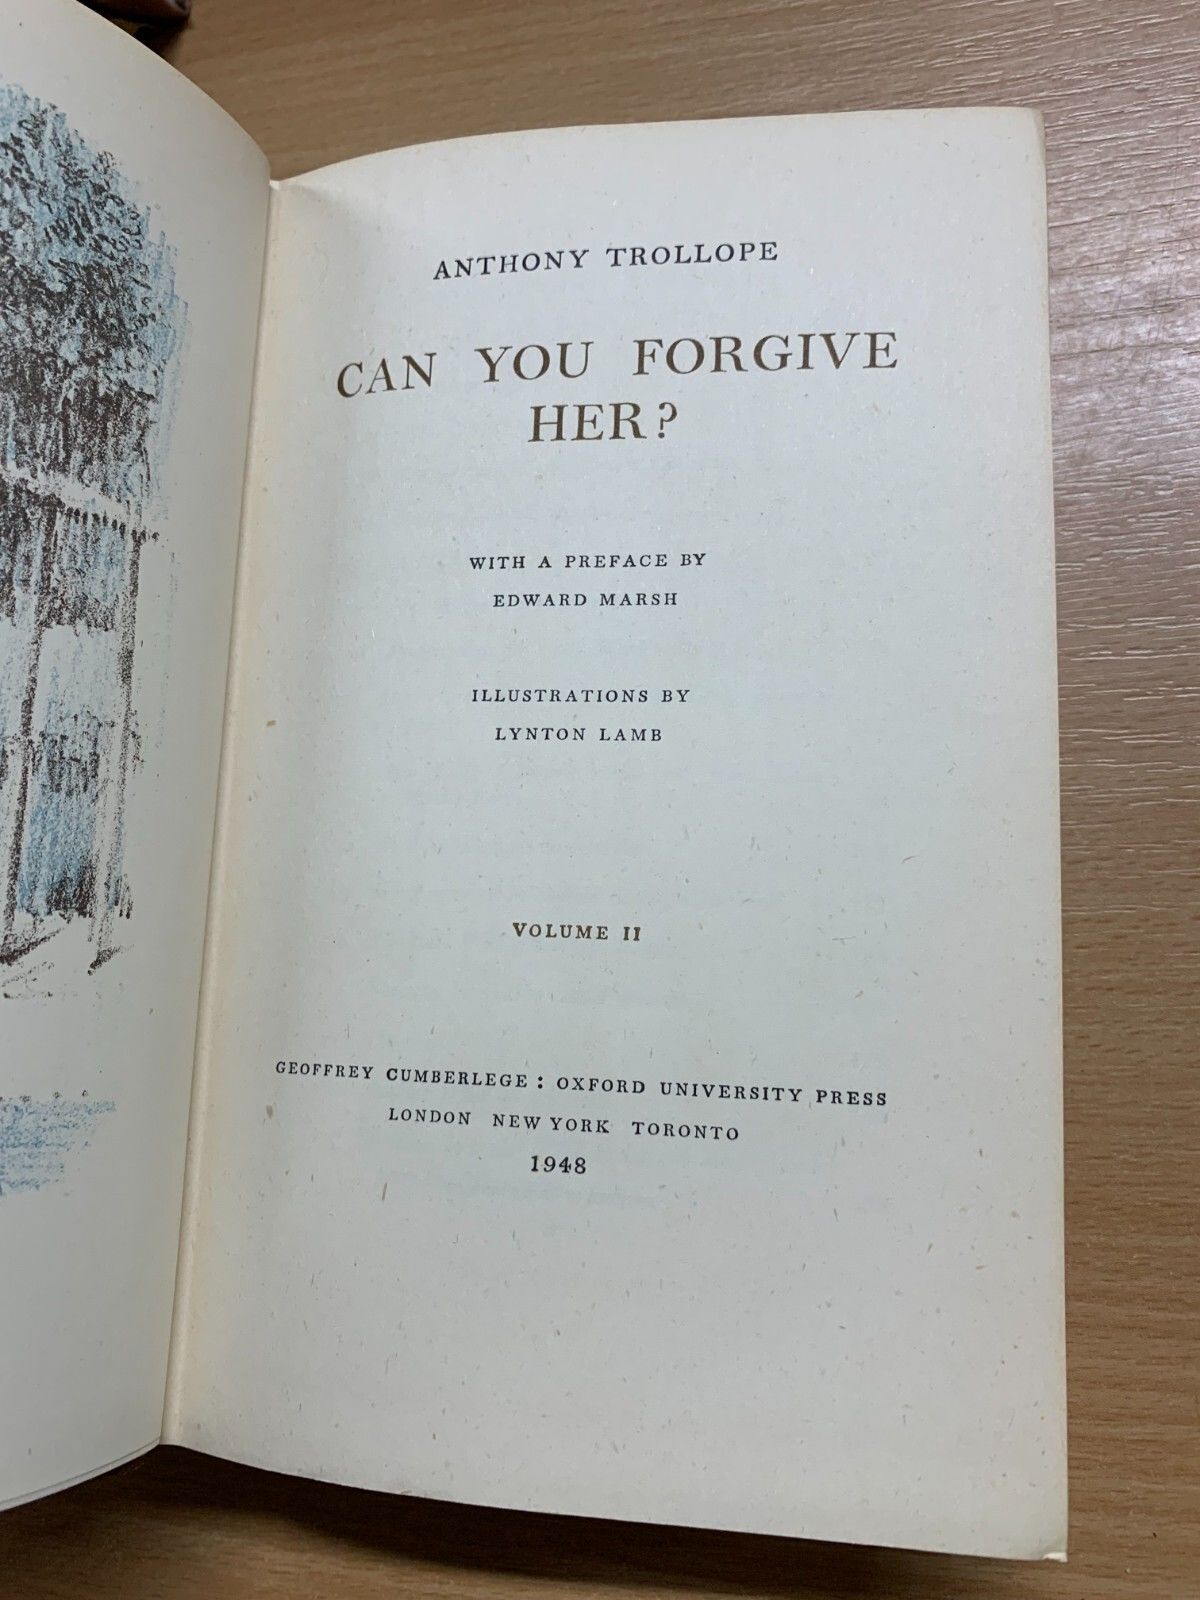 ANTHONY TROLLOPE
CAN YOU FORGIVE
HER?
WITH A PREFACE BY
EDWARD MARSH
ILLUSTRATIONS BY
LYNTON LAMB
VOLUME II
GEOFFREY CUMBERLEGE : OXFORD UNIVERSITY PRESS
LONDON NEW YORK TORONTO
1948